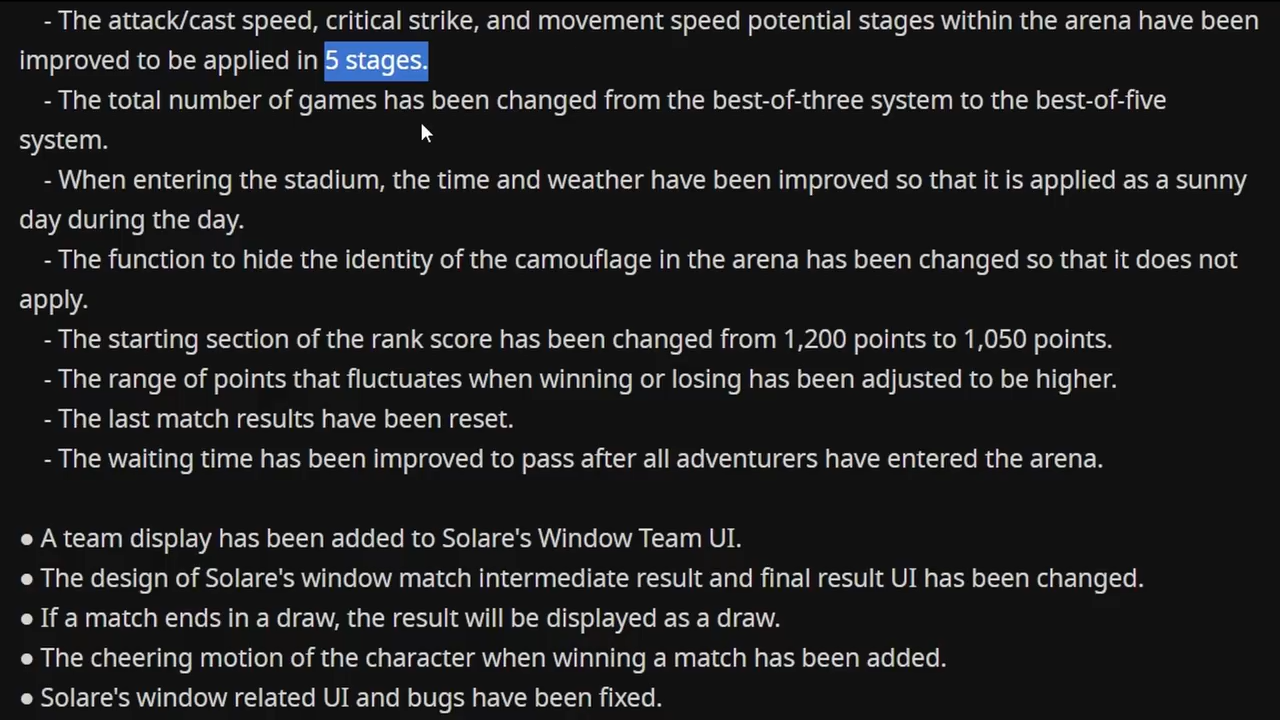 - The attack/cast speed, critical strike, and movement speed potential stages within the arena have been
improved to be applied in 5 stages.
- The total number of games has been changed from the best-of-three system to the best-of-five
system.
- When entering the stadium, the time and weather have been improved so that it is applied as a sunny
day during the day.
- The function to hide the identity of the camouflage in the arena has been changed so that it does not
apply.
- The starting section of the rank score has been changed from 1,200 points to 1,050 points.
- The range of points that fluctuates when winning or losing has been adjusted to be higher.
- The last match results have been reset.
- The waiting time has been improved to pass after all adventurers have entered the arena.
● A team display has been added to Solare's Window Team UI.
● The design of Solare's window match intermediate result and final result UI has been changed.
● If a match ends in a draw, the result will be displayed as a draw.
● The cheering motion of the character when winning a match has been added.
● Solare's window related UI and bugs have been fixed.